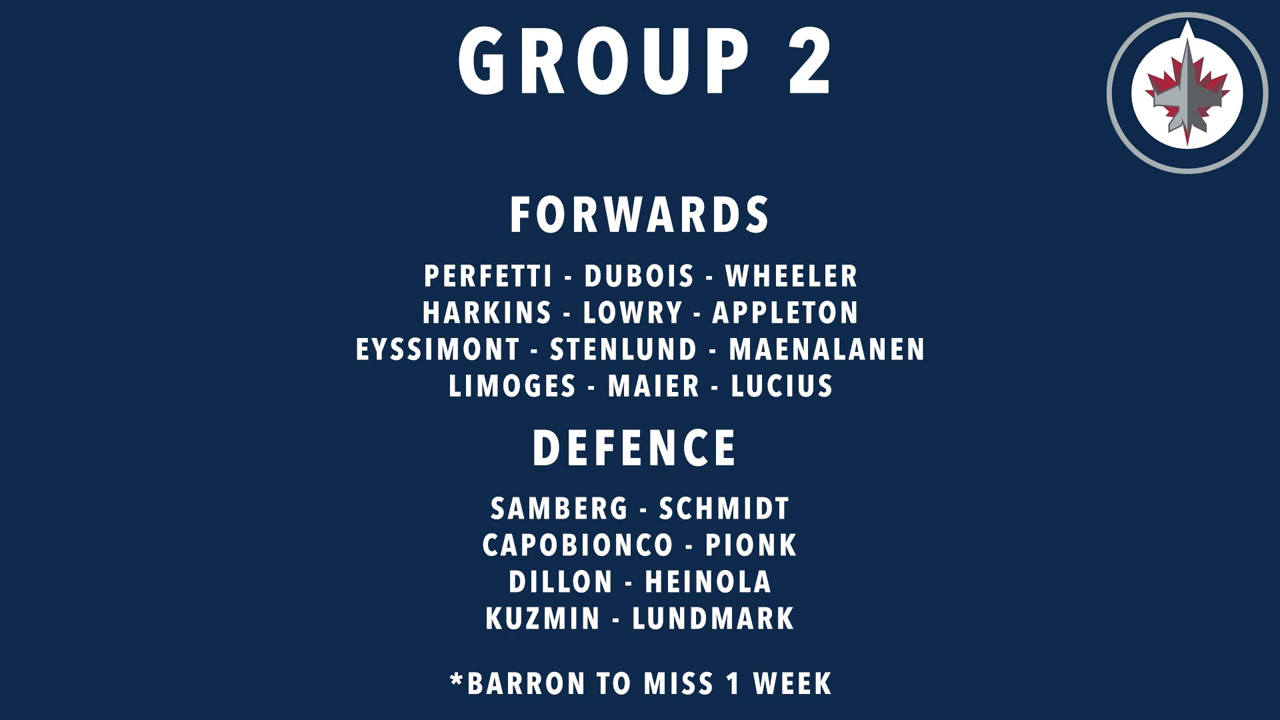 GROUP 2
FORWARDS
PERFETTI - DUBOIS - WHEELER
HARKINS - LOWRY - APPLETON
EYSSIMONT - STENLUND - MAENALANEN
LIMOGES - MAIER - LUCIUS
DEFENCE
SAMBERG - SCHMIDT
CAPOBIONCO - PIONK
DILLON - HEINOLA
KUZMIN - LUNDMARK
*BARRON TO MISS 1 WEEK